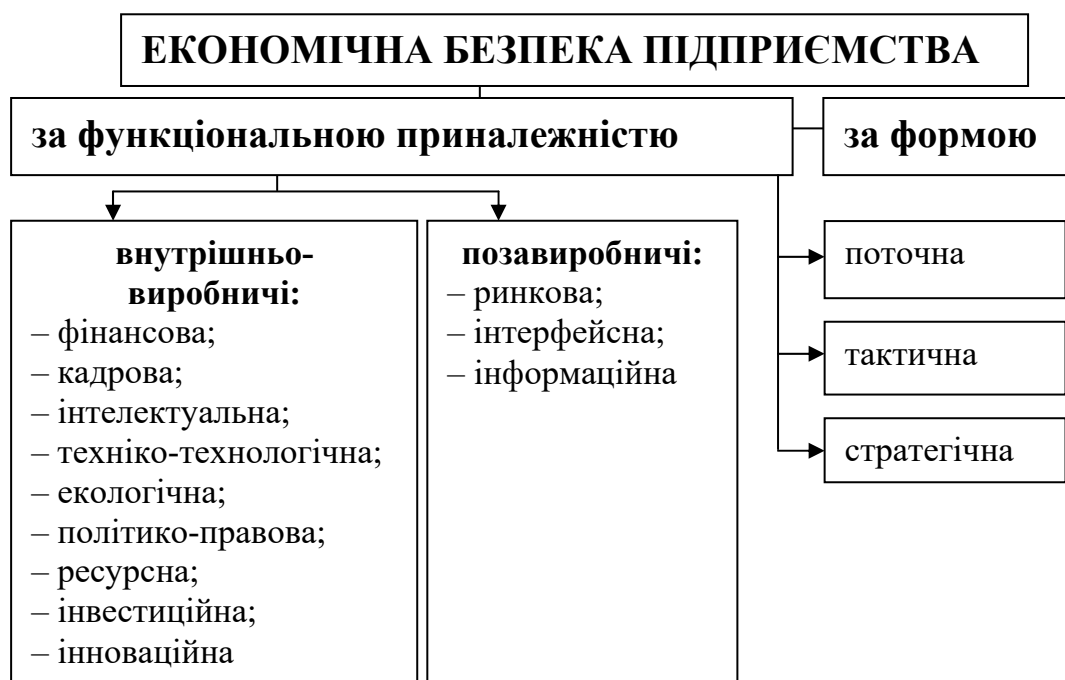 ЕКОНОМІЧНА БЕЗПЕКА ПІДПРИЄМСТВА
за функціональною приналежністю
за формою
внутрішньо-
виробничі:
– фінансова;
– кадрова;
– інтелектуальна;
– техніко-технологічна;
– екологічна;
– політико-правова;
– ресурсна;
– інвестиційна;
– інноваційна
позавиробничі:
– ринкова;
– інтерфейсна;
– інформаційна
поточна
тактична
стратегічна